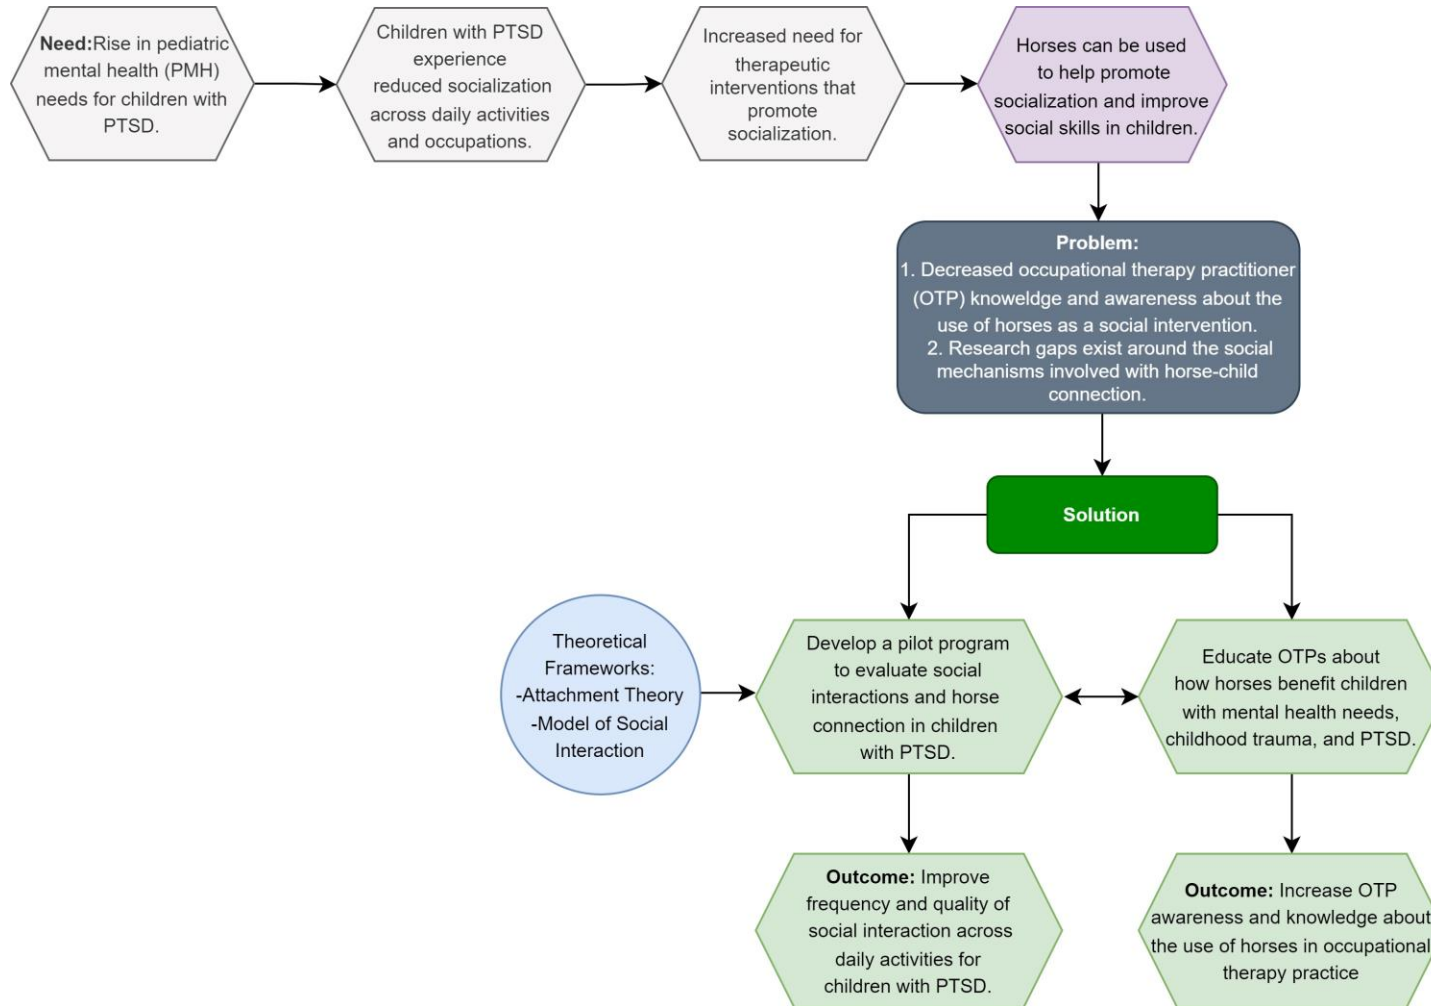 Need:Rise in pediatric
mental health (PMH)
needs for children with
PTSD.
Children with PTSD
experience
reduced socialization
across daily activities
and occupations.
Increased need for
therapeutic
interventions that
promote
socialization.
Horses can be used
to help promote
socialization and improve
social skills in children.
Problem:
1. Decreased occupational therapy practitioner
(OTP) knoweldge and awareness about the
use of horses as a social intervention.
2. Research gaps exist around the social
mechanisms involved with horse-child
connection.
Solution
Theoretical
Frameworks:
-Attachment Theory
-Model of Social
Interaction
Develop a pilot program
to evaluate social
interactions and horse
connection in children
with PTSD.
Educate OTPs about
how horses benefit children
with mental health needs,
childhood trauma, and PTSD.
Outcome: Improve
frequency and quality of
social interaction across
daily activities for
children with PTSD.
Outcome: Increase OTP
awareness and knowledge about
the use of horses in occupational
therapy practice